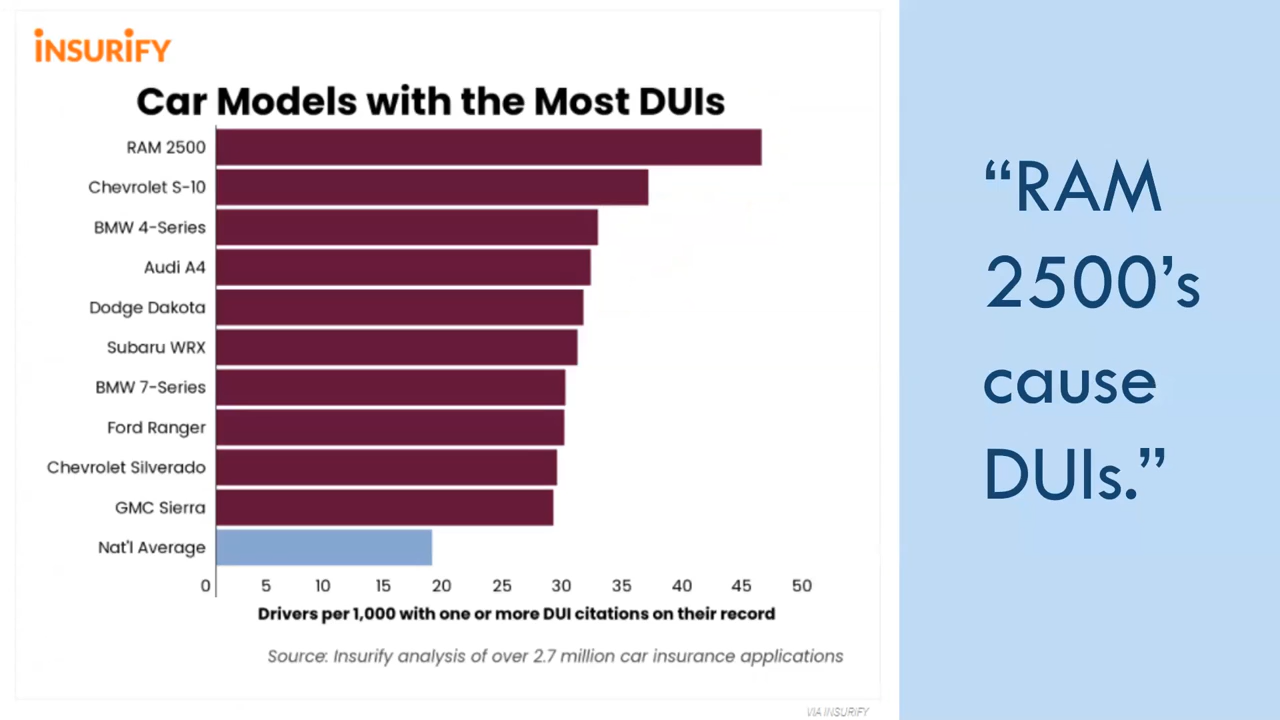 iNSURiFY
Car Models with the Most DUIs
RAM 2500
Chevrolet S-10
BMW 4-Series
Audi A4
Dodge Dakota
Subaru WRX
BMW 7-Series
Ford Ranger
Chevrolet Silverado
GMC Sierra
Nat'l Average
0 5 10 15 20 25 30 35 40 45 50
Drivers per 1,000 with one or more DUI citations on their record
Source: Insurify analysis of over 2.7 million car insurance applications
VIA INSURIFY
“RAM
2500’s
cause
DUIs.”